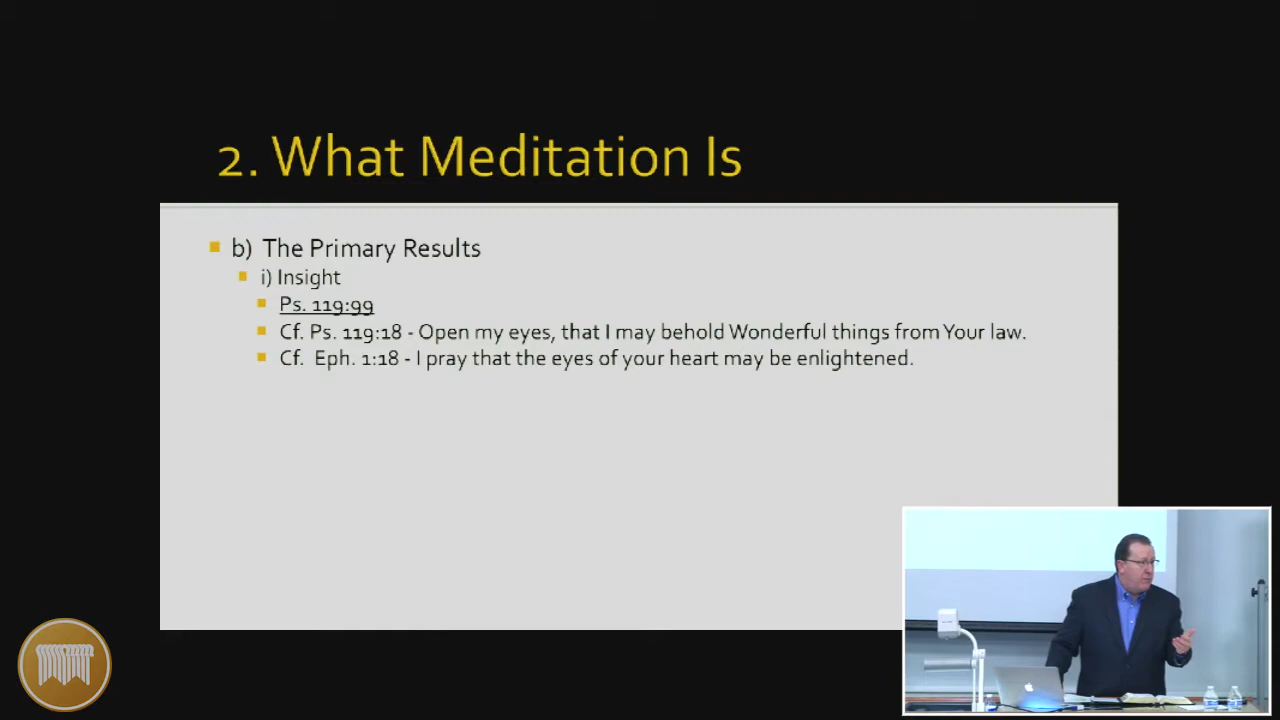 2. What Meditation Is
b) The Primary Results
i) Insight
Ps. 119:99
Cf. Ps. 119:18 - Open my eyes, that I may behold Wonderful things from Your law.
Cf. Eph. 1:18 - I pray that the eyes of your heart may be enlightened.